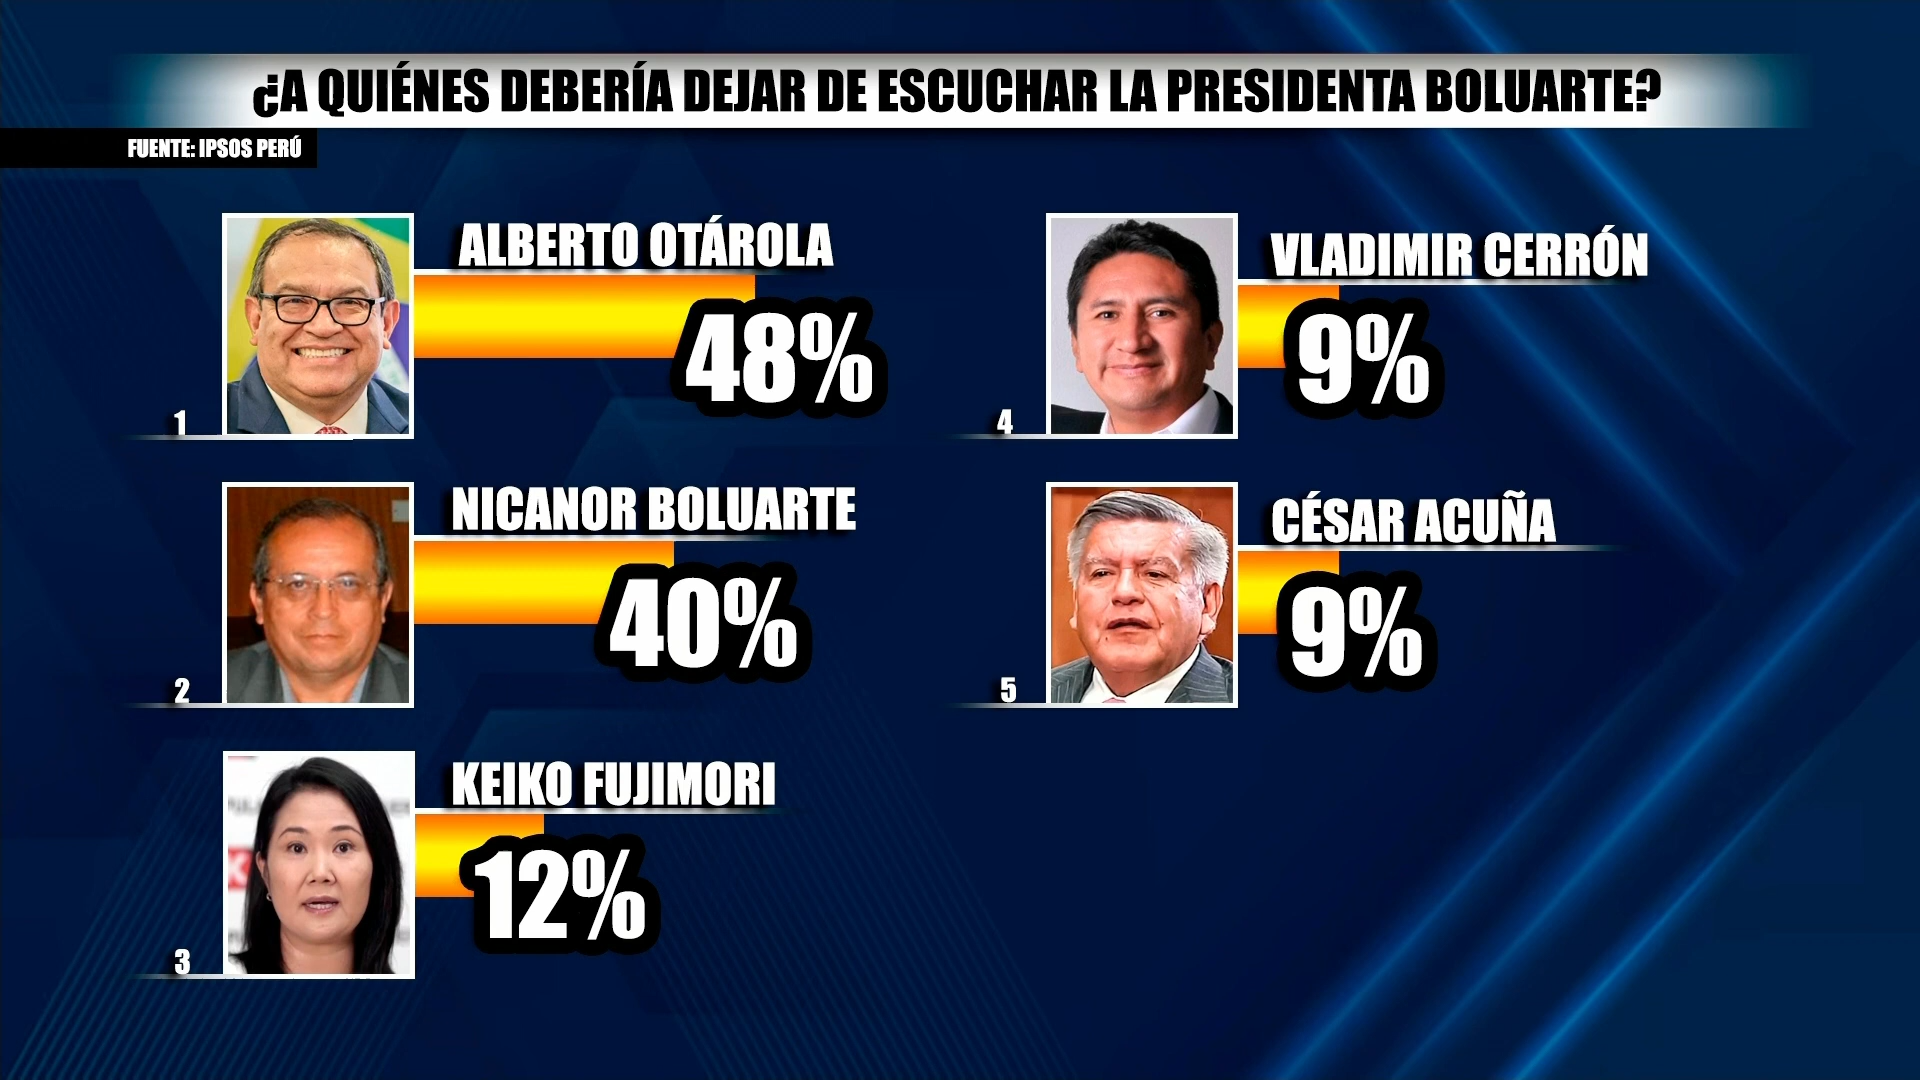 ¿A QUIÉNES DEBERÍA DEJAR DE ESCUCHAR LA PRESIDENTA BOLUARTE?
FUENTE: IPSOS PERÚ
1
ALBERTO OTÁROLA
48%
2
NICANOR BOLUARTE
40%
3
KEIKO FUJIMORI
12%
4
VLADIMIR CERRÓN
9%
5
CÉSAR ACUÑA
9%